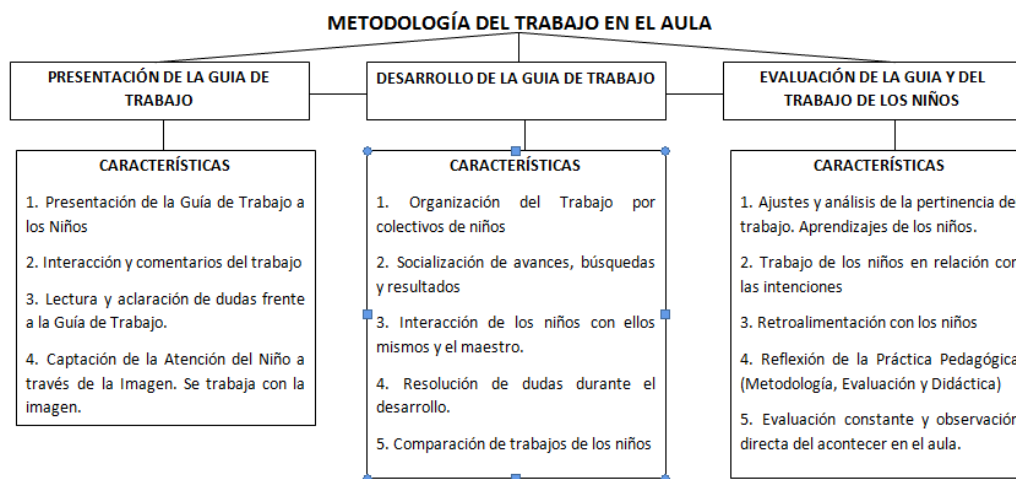 METODOLOGÍA DEL TRABAJO EN EL AULA
PRESENTACIÓN DE LA GUIA DE
TRABAJO
CARACTERÍSTICAS
1. Presentación de la Guía de Trabajo a
los Niños
2. Interacción y comentarios del trabajo
3. Lectura y aclaración de dudas frente
a la Guía de Trabajo.
4. Captación de la Atención del Niño a
través de la Imagen. Se trabaja con la
imagen.
DESARROLLO DE LA GUIA DE TRABAJO
CARACTERÍSTICAS
1. Organización del Trabajo por
colectivos de niños
2. Socialización de avances, búsquedas
y resultados
3. Interacción de los niños con ellos
mismos y el maestro.
4. Resolución de dudas durante el
desarrollo.
5. Comparación de trabajos de los niños
EVALUACIÓN DE LA GUIA Y DEL
TRABAJO DE LOS NIÑOS
CARACTERÍSTICAS
1. Ajustes y análisis de la pertinencia de
trabajo. Aprendizajes de los niños.
2. Trabajo de los niños en relación con
las intenciones
3. Retroalimentación con los niños
4. Reflexión de la Práctica Pedagógica
(Metodología, Evaluación y Didáctica)
5. Evaluación constante y observación
directa del acontecer en el aula.